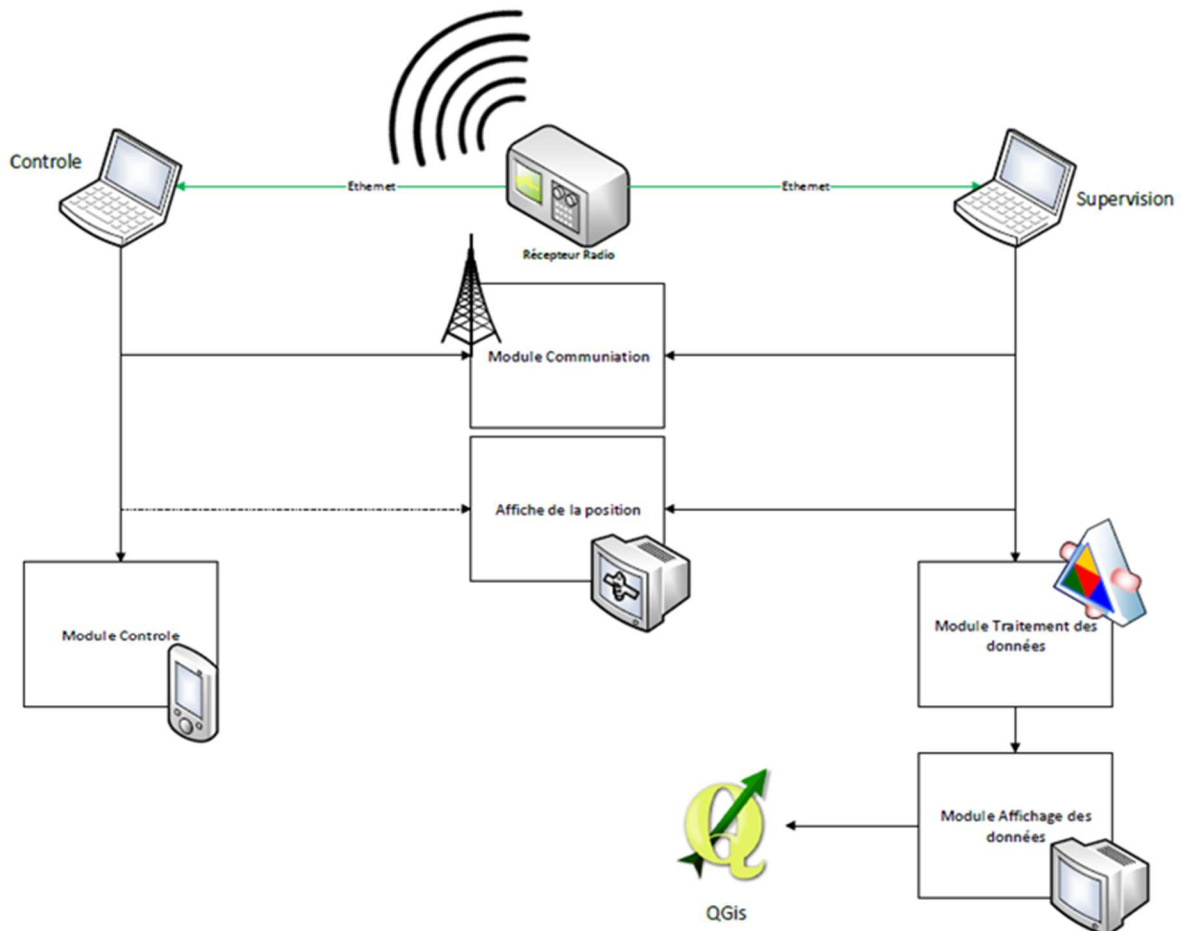 Controle
Ethernet
Ethernet
Supervision
Récepteur Radio
Module Communiation
Affiche de la position
Module Controle
Module Traitement des
données
Module Affichage des
données
QGis